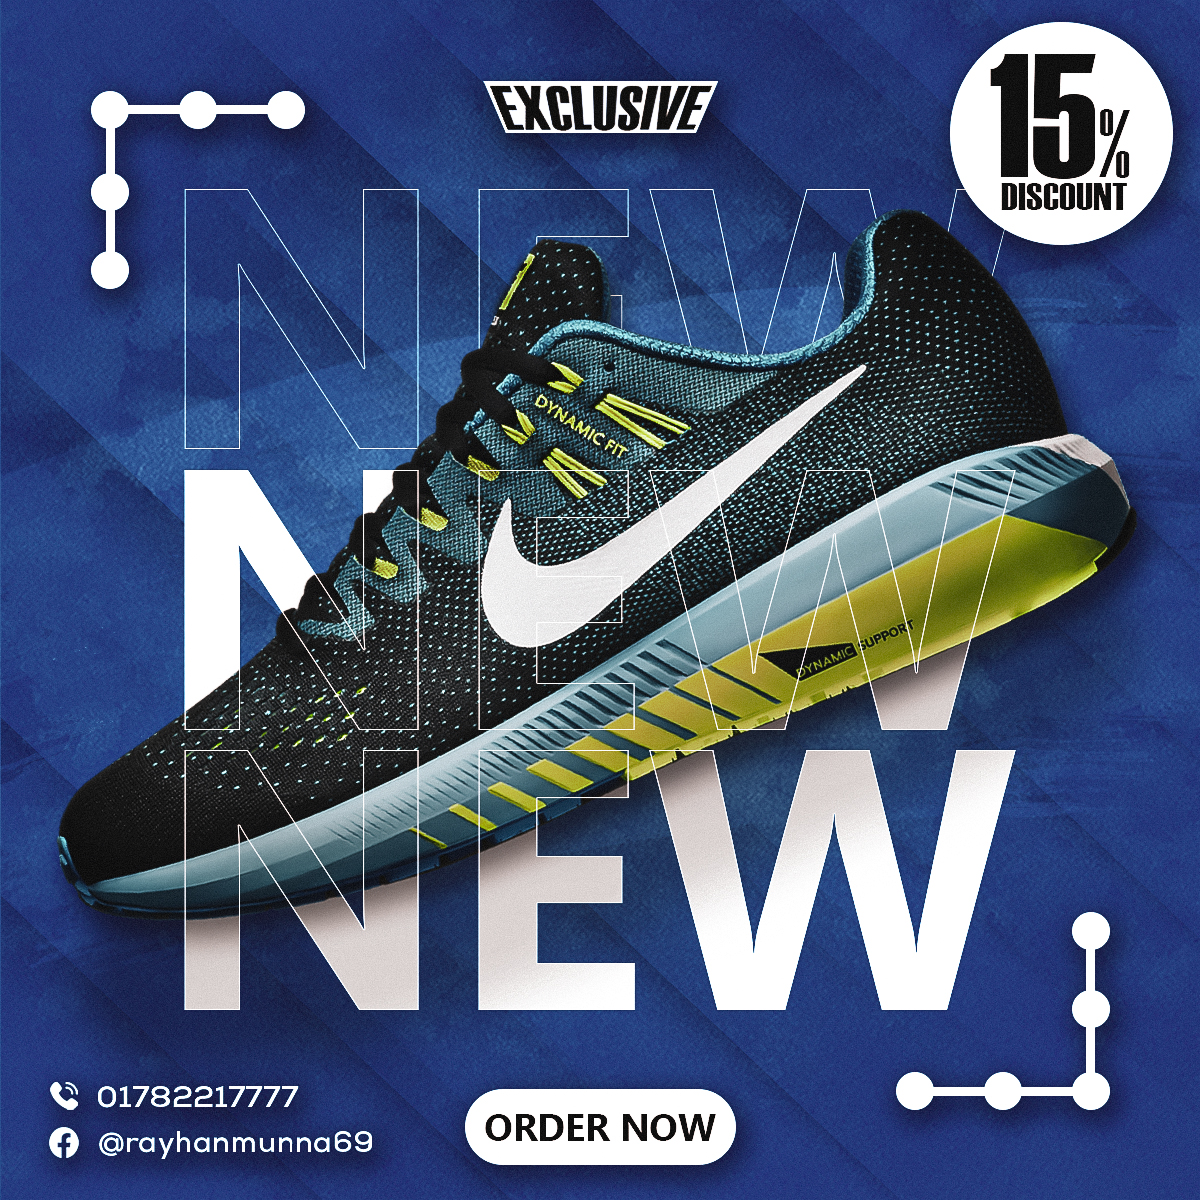 EXCLUSIVE
15%
DISCOUNT
NEW
DYNAMIC FIT
NEW
DYNAMIC SUPPORT
NEW
01782217777
@rayhanmunna69
ORDER NOW